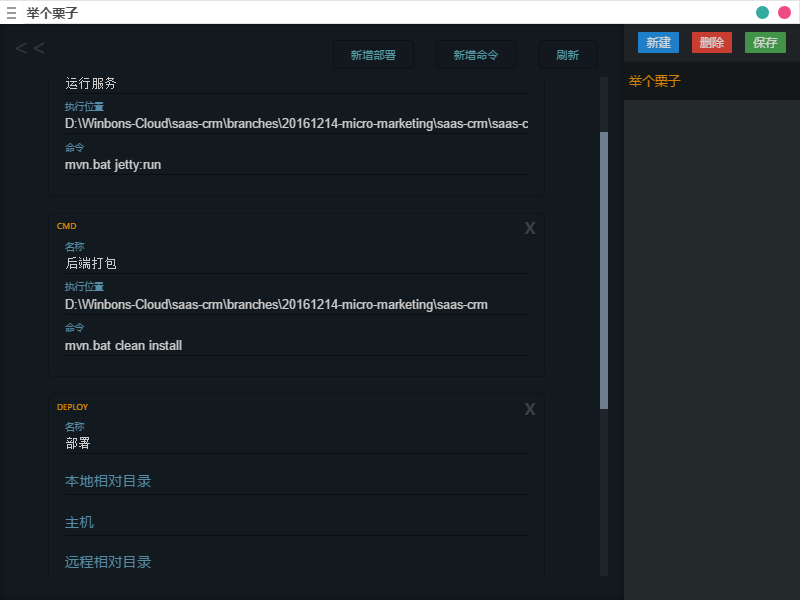 举个栗子
<<
新增部署
新增命令
刷新
新建
删除
保存
举个栗子
运行服务
执行位置
D:\Winbons-Cloud\saas-crm\branches\20161214-micro-marketing\saas-crm\saas-c
命令
mvn.bat jetty:run
CMD
X
名称
后端打包
执行位置
D:\Winbons-Cloud\saas-crm\branches\20161214-micro-marketing\saas-crm
命令
mvn.bat clean install
DEPLOY
X
名称
部署
本地相对目录
主机
远程相对目录